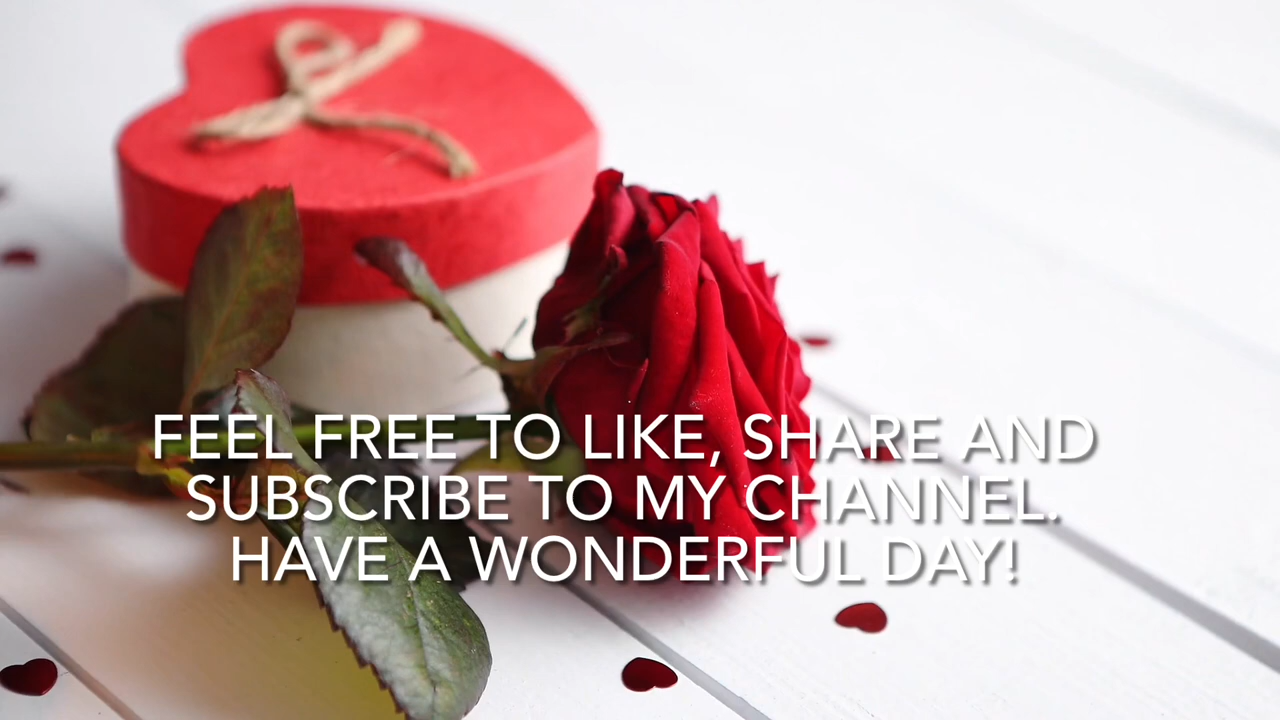 FEEL FREE TO LIKE, SHARE AND
SUBSCRIBE TO MY CHANNEL.
HAVE A WONDERFUL DAY!